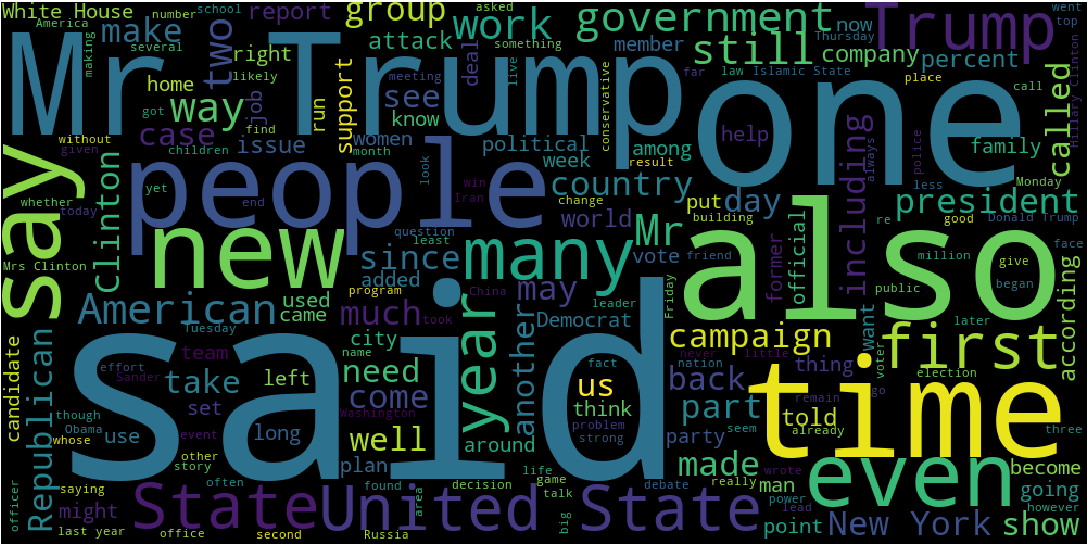 White House
America
number
school
report
group
asked
something
government
now
Thursday
Trump
went
top
make
several
making
two
right
attack
work
deal
live
member
still
company
percent
Mr Trump
one
home
likely
job
run
meeting
far
law
Islamic State
place
call
Hillary Clinton
way
got
support
see
know
conservative
case
find
without
given
issue
women
political
among
help
always
police
family
called
say
children
month
look
week
result
including
less
Clinton
people
yet
win
Iran
country
change
put
day
president
Monday
whether
today
end
world
building
re
good
Donald Trump
new
question
least
many
Mr
since
vote
friend
former
official
million
face
give
according
Mrs Clinton
added
may
also
public
began
American
used
came
program
much
took
year
China
leader
Friday
later
Republican
Tuesday
city
another
Democrat
campaign
want
first
candidate
effort
team
Sander
name
need
fact
never
little
thing
voter
election
said
take
left
come
us
nation
back
time
go
set
Washington
think
part
told
remain
though
Obama
use
event
long
well
problem
strong
party
already
seem
three
whose
other
story
around
plan
made
even
man
become
saying
often
found
life
game
decision
debate
really
wrote
power
going
officer
might
State
United State
area
talk
big
lead
point
New York
show
however
last year
office
second
Russia